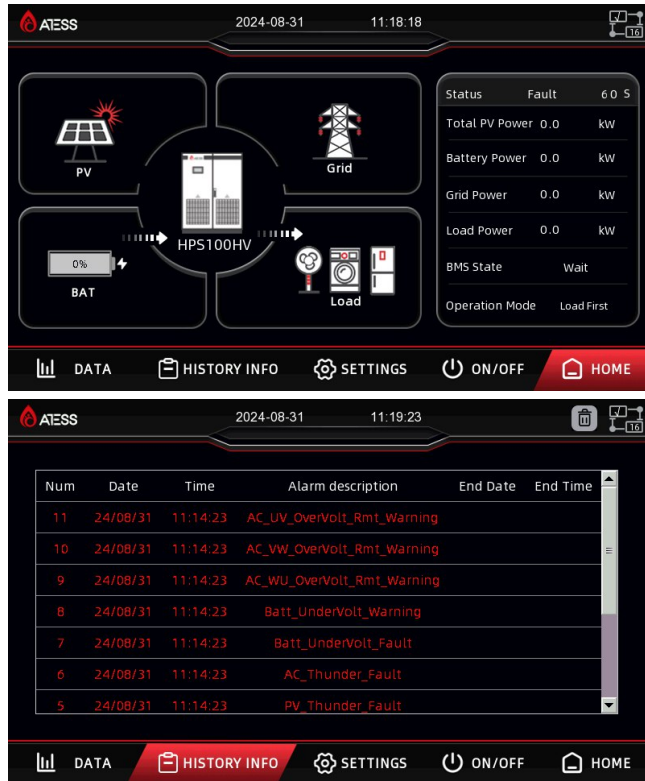 ATESS 2024-08-31 11:18:18
16
PV
Grid
HPS100HV
0%
BAT
Load
Status Fault 60 S
Total PV Power 0.0 kW
Battery Power 0.0 kW
Grid Power 0.0 kW
Load Power 0.0 kW
BMS State Wait
Operation Mode Load First
DATA HISTORY INFO SETTINGS ON/OFF HOME
ATESS 2024-08-31 11:19:23
16
Num Date Time Alarm description End Date End Time
11 24/08/31 11:14:23 AC_UV_OverVolt_Rmt_Warning
10 24/08/31 11:14:23 AC_VW_OverVolt_Rmt_Warning
9 24/08/31 11:14:23 AC_WU_OverVolt_Rmt_Warning
8 24/08/31 11:14:23 Batt_UnderVolt_Warning
7 24/08/31 11:14:23 Batt_UnderVolt_Fault
6 24/08/31 11:14:23 AC_Thunder_Fault
5 24/08/31 11:14:23 PV_Thunder_Fault
DATA HISTORY INFO SETTINGS ON/OFF HOME